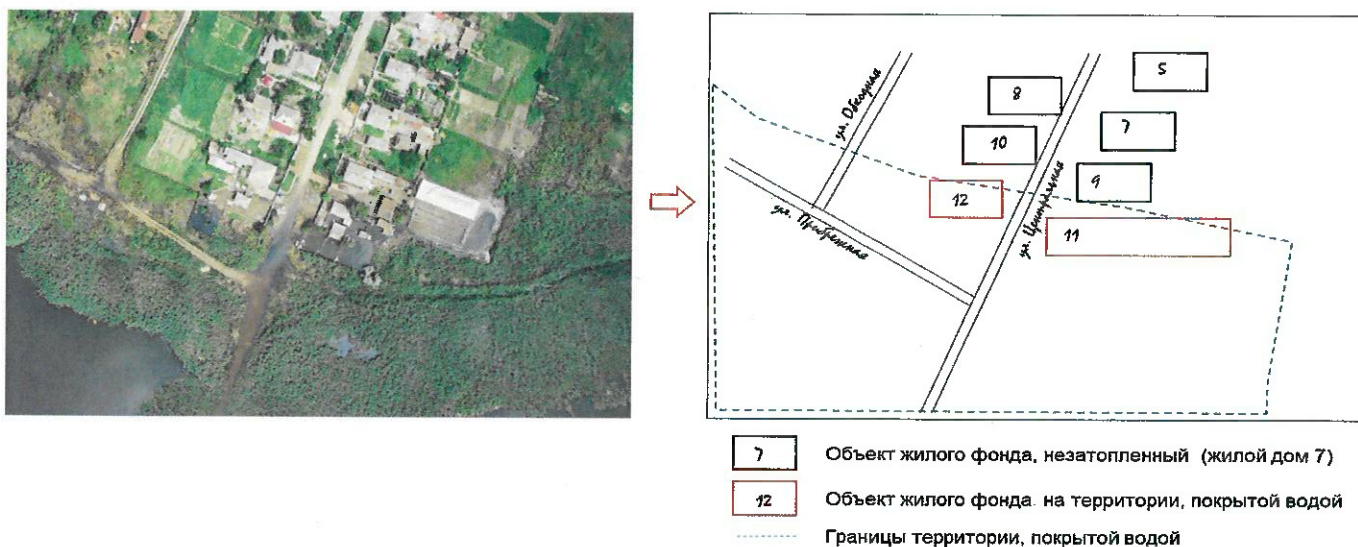 5
8
ул. Обходная
7
10
9
12
ул. Центральная
ул. Прибрежная
11
7 Объект жилого фонда, незатопленный (жилой дом 7)
12 Объект жилого фонда. на территории, покрытой водой
Границы территории, покрытой водой